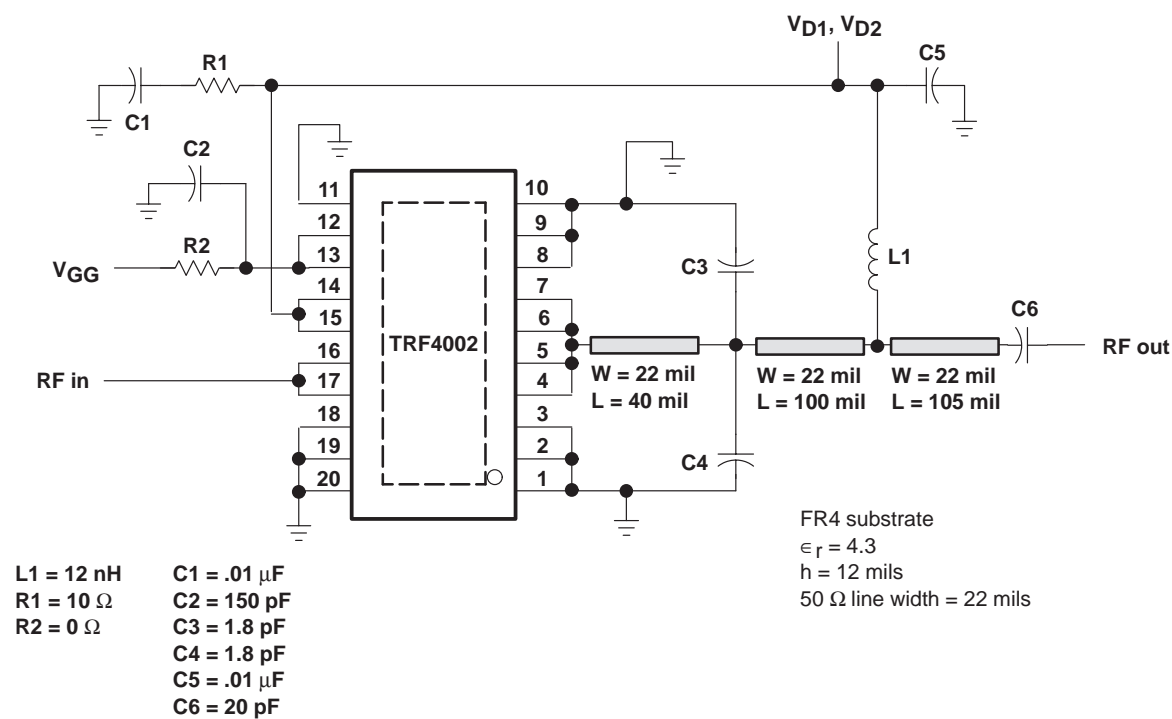 V_D1, V_D2
R1
C5
C1
C2
11
10
12
9
R2
13
8
V_GG
14
7
C3
L1
15
6
C6
TRF4002
16
5
RF out
RF in
17
4
W = 22 mil
L = 40 mil
W = 22 mil
L = 100 mil
W = 22 mil
L = 105 mil
18
3
19
2
C4
20
1
FR4 substrate
∈r = 4.3
h = 12 mils
50 Ω line width = 22 mils
L1 = 12 nH
R1 = 10 Ω
R2 = 0 Ω
C1 = .01 μF
C2 = 150 pF
C3 = 1.8 pF
C4 = 1.8 pF
C5 = .01 μF
C6 = 20 pF